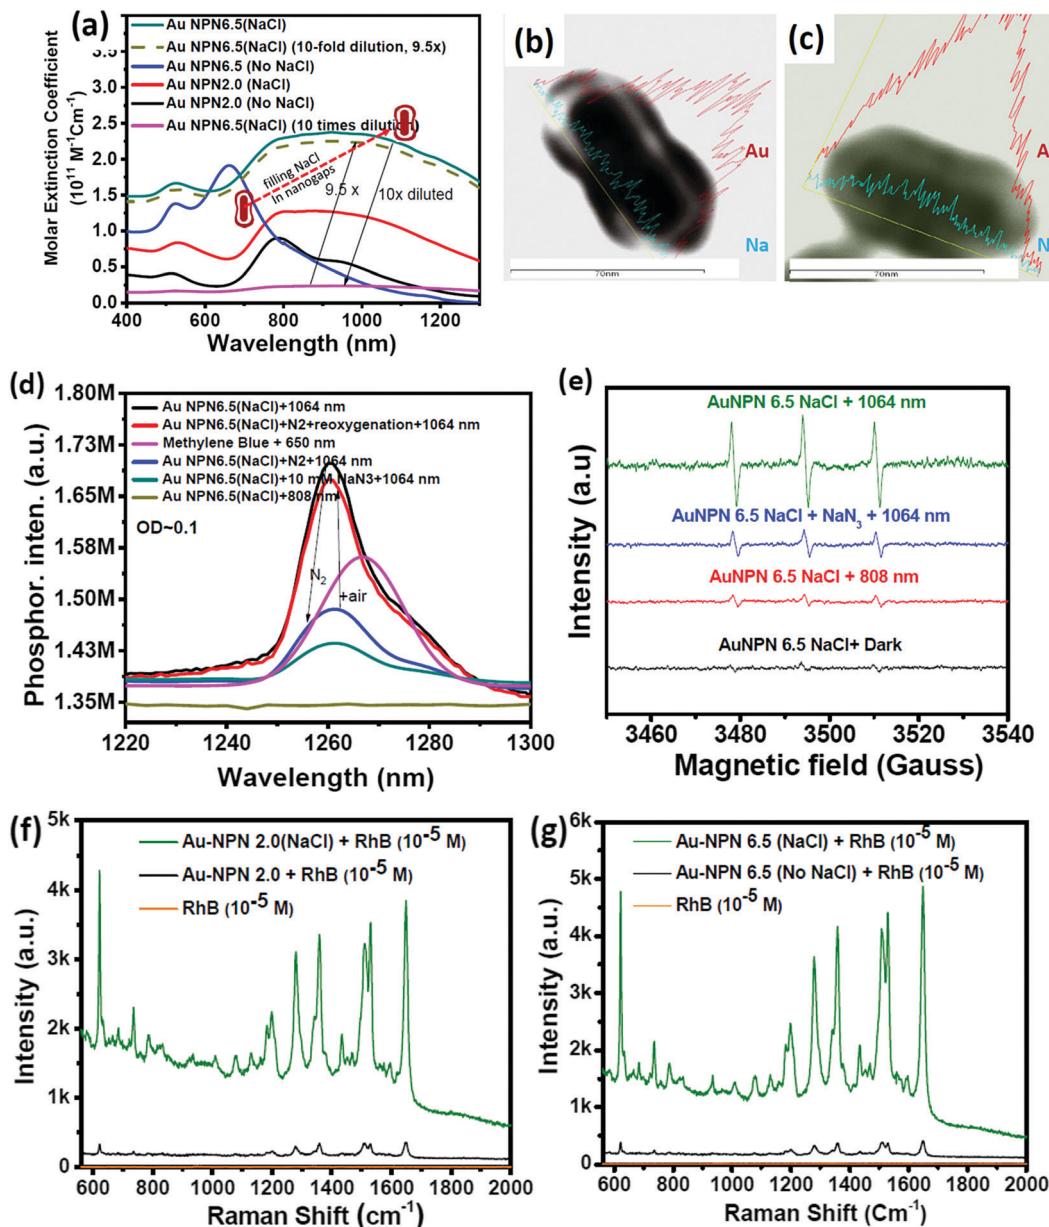 (a)
Au NPN6.5(NaCl)
Au NPN6.5(NaCl) (10-fold dilution, 9.5x)
Au NPN6.5 (No NaCl)
Au NPN2.0 (NaCl)
Au NPN2.0 (No NaCl)
Au NPN6.5(NaCl) (10 times dilution)
Molar Extinction Coefficient
(10¹¹ M⁻¹Cm⁻¹)
3.0
2.5
2.0
1.5
1.0
0.5
0.0
filling NaCl
In nanogaps
9.5 x
10x diluted
400 600 800 1000 1200
Wavelength (nm)
(b)
Au
Na
70nm
(c)
A
N
70nm
(d)
Au NPN6.5(NaCl)+1064 nm
Au NPN6.5(NaCl)+N2+reoxygenation+1064 nm
Methylene Blue + 650 nm
Au NPN6.5(NaCl)+N2+1064 nm
Au NPN6.5(NaCl)+10 mM NaN3+1064 nm
Au NPN6.5(NaCl)+808 nm
OD~0.1
N₂
+air
Phosphor. inten. (a.u.)
1.80M
1.73M
1.65M
1.58M
1.50M
1.43M
1.35M
1220 1240 1260 1280 1300
Wavelength (nm)
(e)
AuNPN 6.5 NaCl + 1064 nm
AuNPN 6.5 NaCl + NaN₃ + 1064 nm
AuNPN 6.5 NaCl + 808 nm
AuNPN 6.5 NaCl+ Dark
Intensity (a.u)
3460 3480 3500 3520 3540
Magnetic field (Gauss)
(f)
Au-NPN 2.0(NaCl) + RhB (10⁻⁵ M)
Au-NPN 2.0 + RhB (10⁻⁵ M)
RhB (10⁻⁵ M)
Intensity (a.u.)
5k
4k
3k
2k
1k
0
600 800 1000 1200 1400 1600 1800 2000
Raman Shift (cm⁻¹)
(g)
Au-NPN 6.5 (NaCl) + RhB (10⁻⁵ M)
Au-NPN 6.5 (No NaCl) + RhB (10⁻⁵ M)
RhB (10⁻⁵ M)
Intensity (a.u.)
6k
5k
4k
3k
2k
1k
0
600 800 1000 1200 1400 1600 1800 2000
Raman Shift (Cm⁻¹)